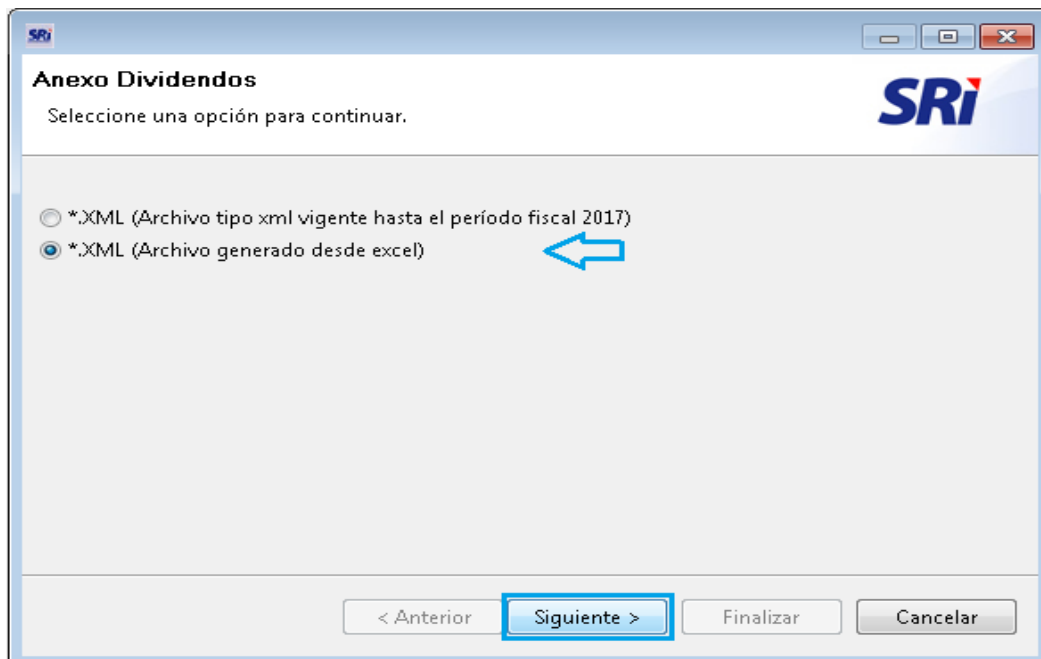 SRi
Anexo Dividendos
Seleccione una opción para continuar.
SRi
*.XML (Archivo tipo xml vigente hasta el período fiscal 2017)
*.XML (Archivo generado desde excel)
< Anterior
Siguiente >
Finalizar
Cancelar